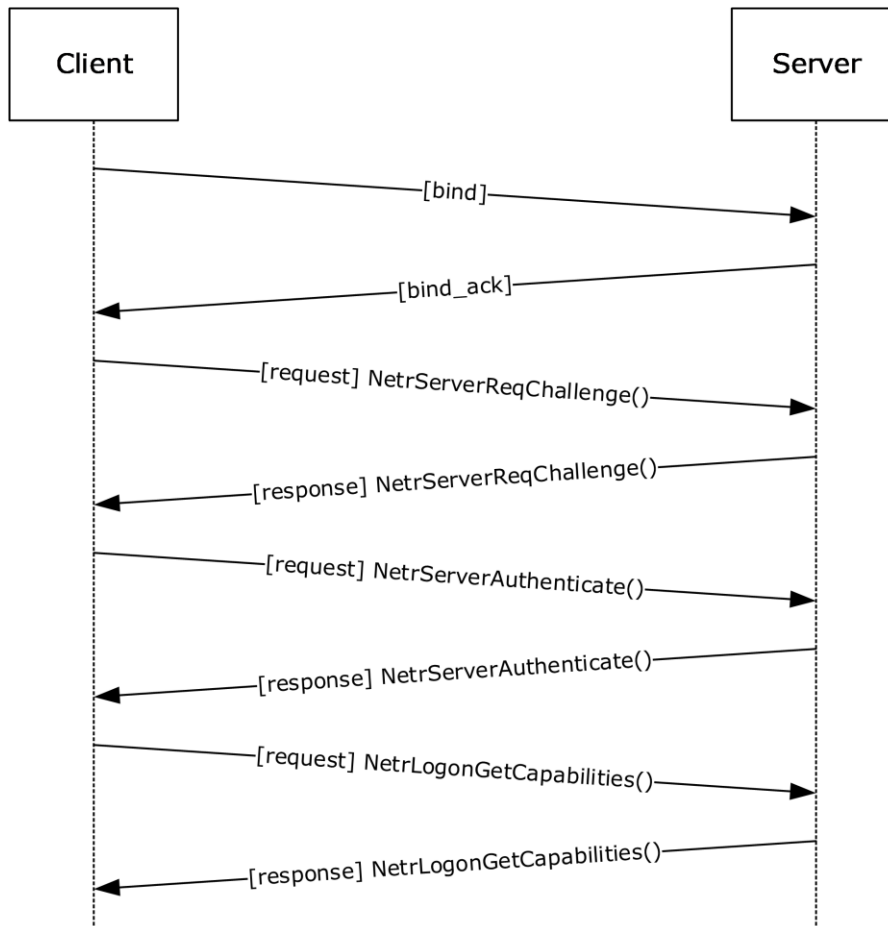 Client
Server
[bind]
[bind_ack]
[request] NetrServerReqChallenge()
[response] NetrServerReqChallenge()
[request] NetrServerAuthenticate()
[response] NetrServerAuthenticate()
[request] NetrLogonGetCapabilities()
[response] NetrLogonGetCapabilities()